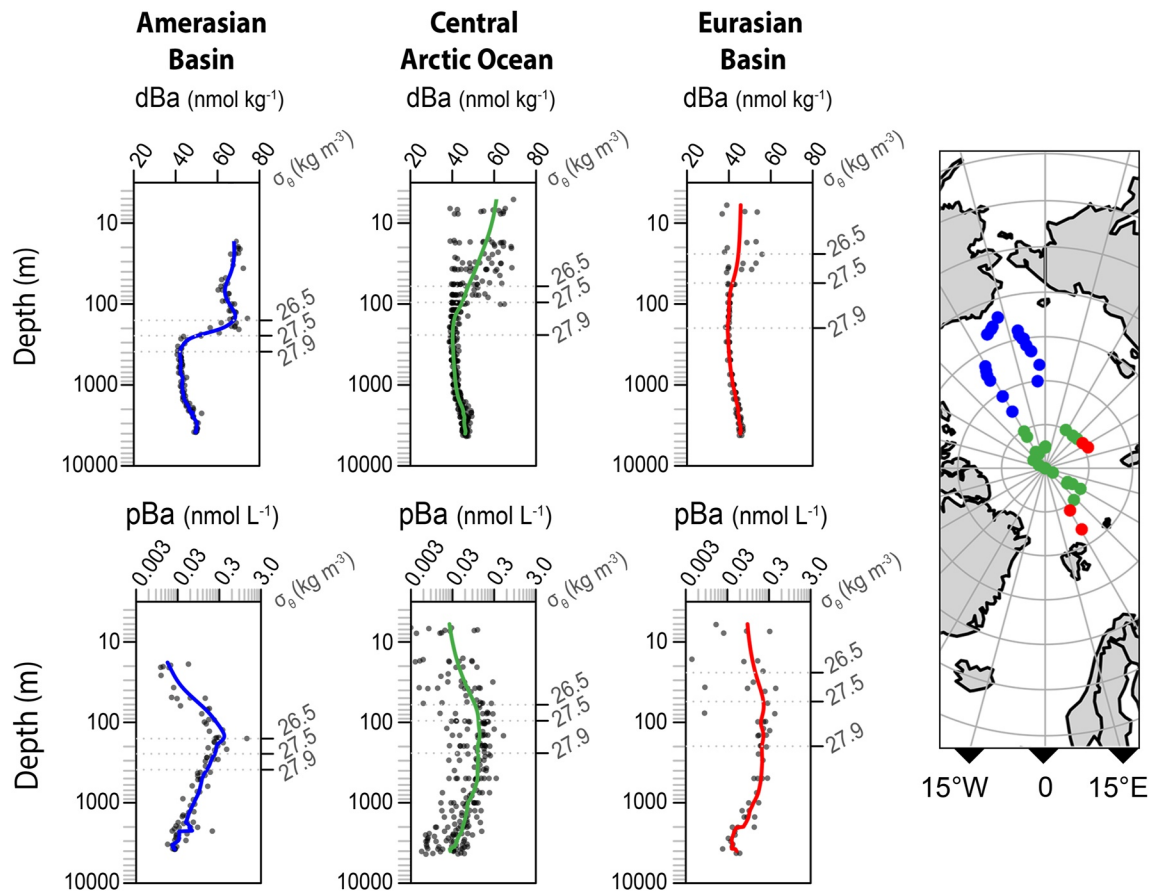 Amerasian
Basin
dBa (nmol kg⁻¹)
20 40 60 80
σθ (kg m⁻³)
Depth (m)
10
100
1000
10000
26.5
27.5
27.9
Central
Arctic Ocean
dBa (nmol kg⁻¹)
20 40 60 80
σθ (kg m⁻³)
10
100
1000
10000
26.5
27.5
27.9
Eurasian
Basin
dBa (nmol kg⁻¹)
20 40 60 80
σθ (kg m⁻³)
10
100
1000
10000
26.5
27.5
27.9
pBa (nmol L⁻¹)
0.003 0.03 0.3 3.0
σθ (kg m⁻³)
Depth (m)
10
100
1000
10000
26.5
27.5
27.9
pBa (nmol L⁻¹)
0.003 0.03 0.3 3.0
σθ (kg m⁻³)
10
100
1000
10000
26.5
27.5
27.9
pBa (nmol L⁻¹)
0.003 0.03 0.3 3.0
σθ (kg m⁻³)
10
100
1000
10000
26.5
27.5
27.9
15°W 0 15°E